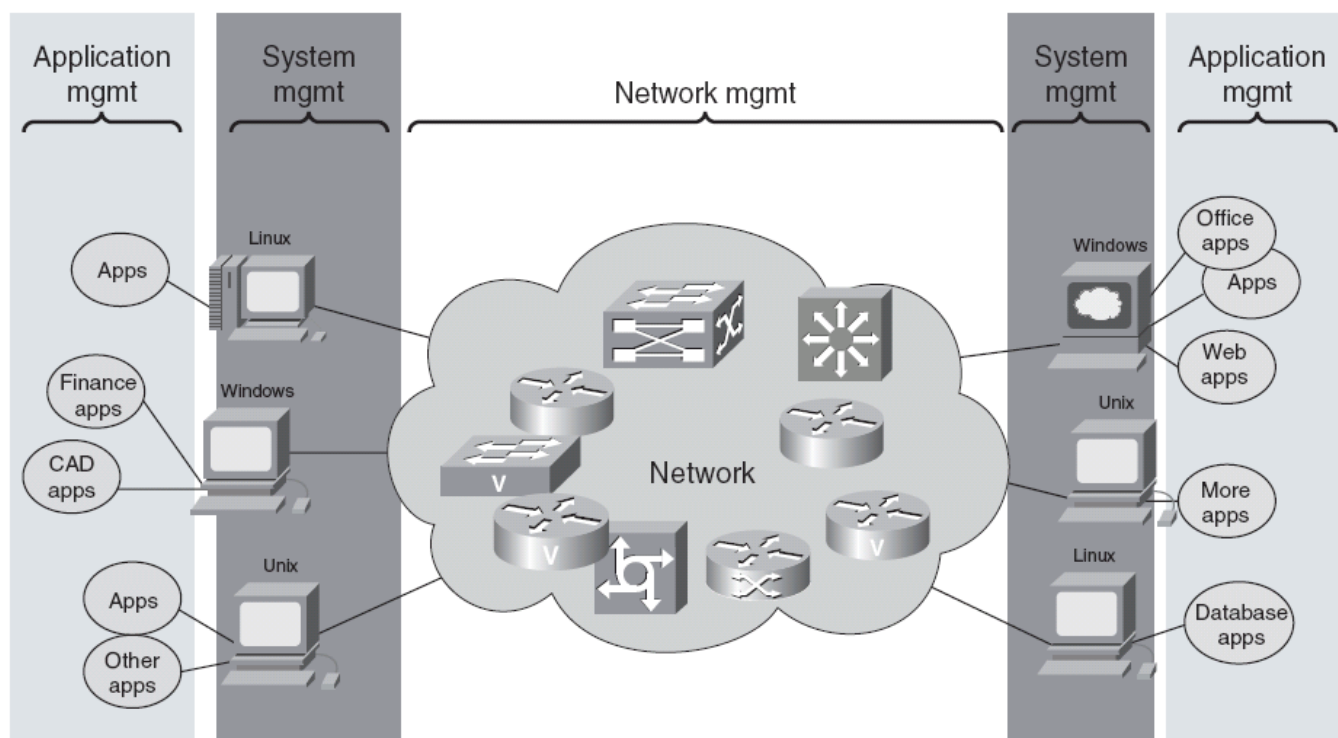 Application
mgmt
System
mgmt
Network mgmt
System
mgmt
Application
mgmt
Linux
Apps
Windows
Finance
apps
CAD
apps
Unix
Apps
Other
apps
Network
V
V
V
Windows
Office
apps
Apps
Web
apps
Unix
More
apps
Linux
Database
apps